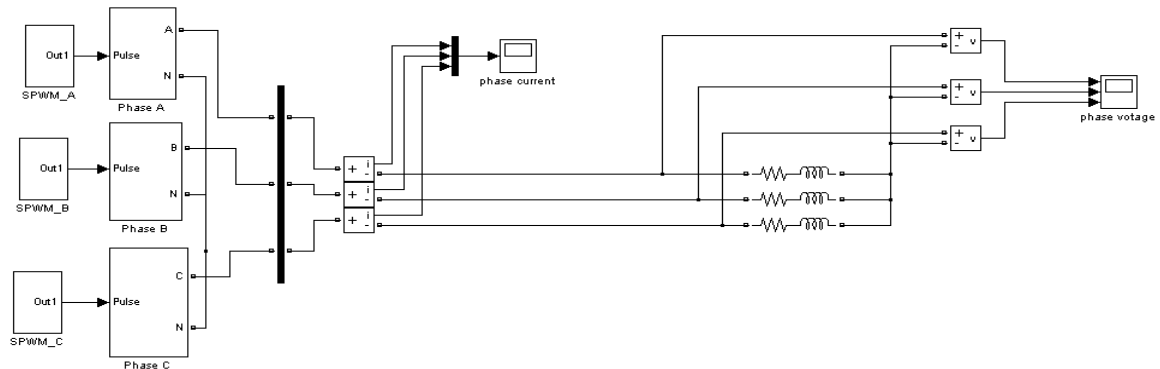 Out1
SPWM_A
Pulse
A
N
Phase A
Out1
SPWM_B
Pulse
B
N
Phase B
Out1
SPWM_C
Pulse
C
N
Phase C
+ i -
+ i -
+ i -
phase current
+ - v
+ - v
+ - v
phase votage